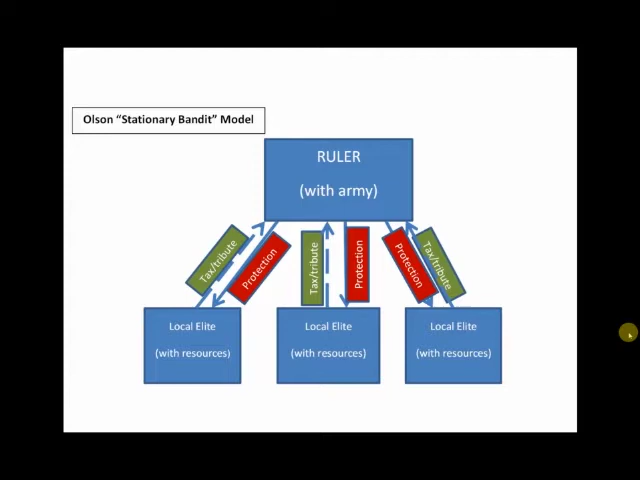 Olson “Stationary Bandit” Model
RULER
(with army)
Tax/tribute
Protection
Tax/tribute
Protection
Protection
Tax/tribute
Local Elite
(with resources)
Local Elite
(with resources)
Local Elite
(with resources)